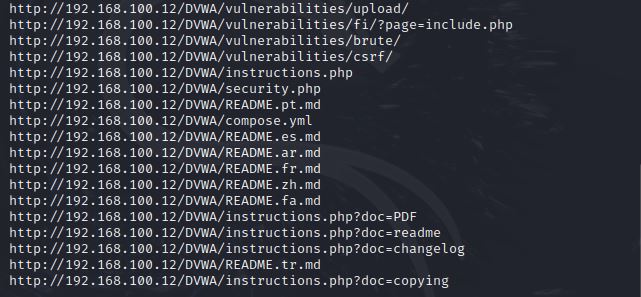 http://192.168.100.12/DVWA/vulnerabilities/upload/
http://192.168.100.12/DVWA/vulnerabilities/fi/?page=include.php
http://192.168.100.12/DVWA/vulnerabilities/brute/
http://192.168.100.12/DVWA/vulnerabilities/csrf/
http://192.168.100.12/DVWA/instructions.php
http://192.168.100.12/DVWA/security.php
http://192.168.100.12/DVWA/README.pt.md
http://192.168.100.12/DVWA/compose.yml
http://192.168.100.12/DVWA/README.es.md
http://192.168.100.12/DVWA/README.ar.md
http://192.168.100.12/DVWA/README.fr.md
http://192.168.100.12/DVWA/README.zh.md
http://192.168.100.12/DVWA/README.fa.md
http://192.168.100.12/DVWA/instructions.php?doc=PDF
http://192.168.100.12/DVWA/instructions.php?doc=readme
http://192.168.100.12/DVWA/instructions.php?doc=changelog
http://192.168.100.12/DVWA/README.tr.md
http://192.168.100.12/DVWA/instructions.php?doc=copying